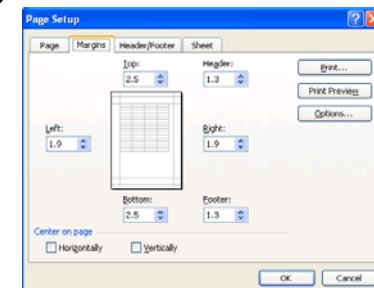 Page Setup
Page Margins Header/Footer Sheet
Top: Header:
2.5 1.3
Print...
Print Preview
Options...
Left: Right:
1.9 1.9
Bottom: Footer:
2.5 1.3
Center on page
Horizontally Vertically
OK Cancel